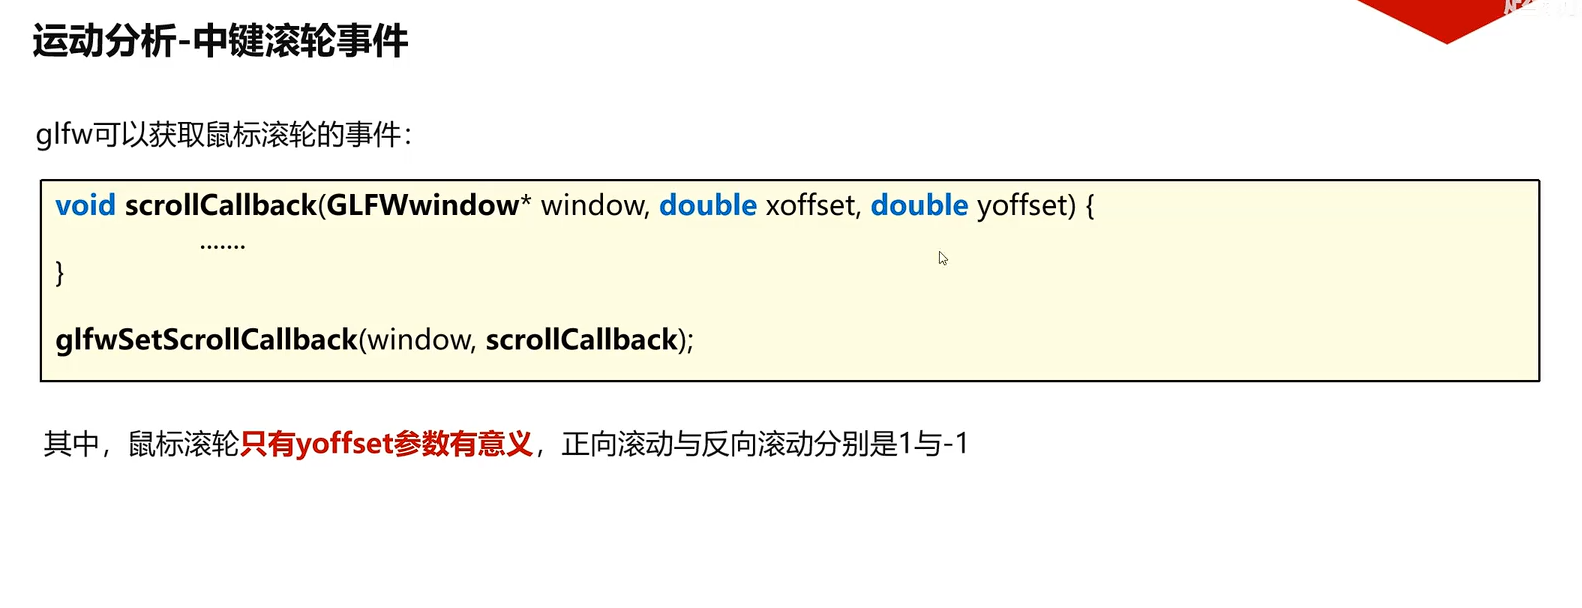 运动分析-中键滚轮事件
glfw可以获取鼠标滚轮的事件：
void scrollCallback(GLFWwindow* window, double xoffset, double yoffset) {
.......
}
glfwSetScrollCallback(window, scrollCallback);
其中，鼠标滚轮只有yoffset参数有意义，正向滚动与反向滚动分别是1与-1